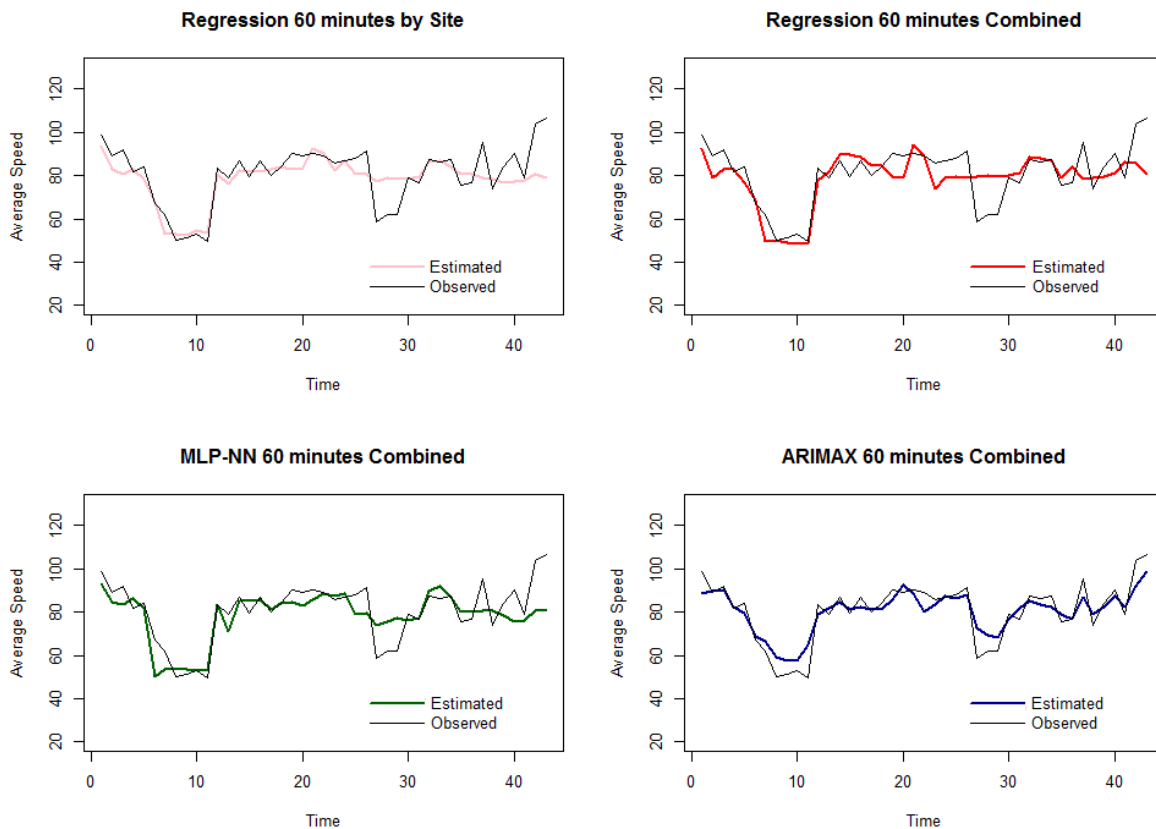 Regression 60 minutes by Site
Average Speed
120
100
80
60
40
20
Estimated
Observed
0 10 20 30 40
Time
Regression 60 minutes Combined
Average Speed
120
100
80
60
40
20
Estimated
Observed
0 10 20 30 40
Time
MLP-NN 60 minutes Combined
Average Speed
120
100
80
60
40
20
Estimated
Observed
0 10 20 30 40
Time
ARIMAX 60 minutes Combined
Average Speed
120
100
80
60
40
20
Estimated
Observed
0 10 20 30 40
Time